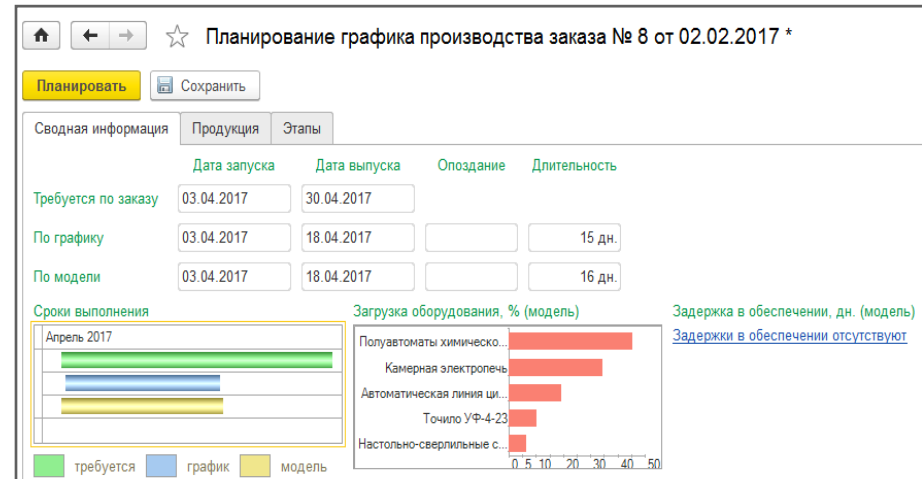 Планирование графика производства заказа № 8 от 02.02.2017 *
Планировать Сохранить
Сводная информация Продукция Этапы
Дата запуска Дата выпуска Опоздание Длительность
Требуется по заказу 03.04.2017 30.04.2017
По графику 03.04.2017 18.04.2017 15 дн.
По модели 03.04.2017 18.04.2017 16 дн.
Сроки выполнения Загрузка оборудования, % (модель) Задержка в обеспечении, дн. (модель)
Апрель 2017 Задержки в обеспечении отсутствуют
Полуавтоматы химическо...
Камерная электропечь
Автоматическая линия ци...
Точило УФ-4-23
Настольно-сверлильные с...
0 5 10 20 30 40 50
требуется график модель